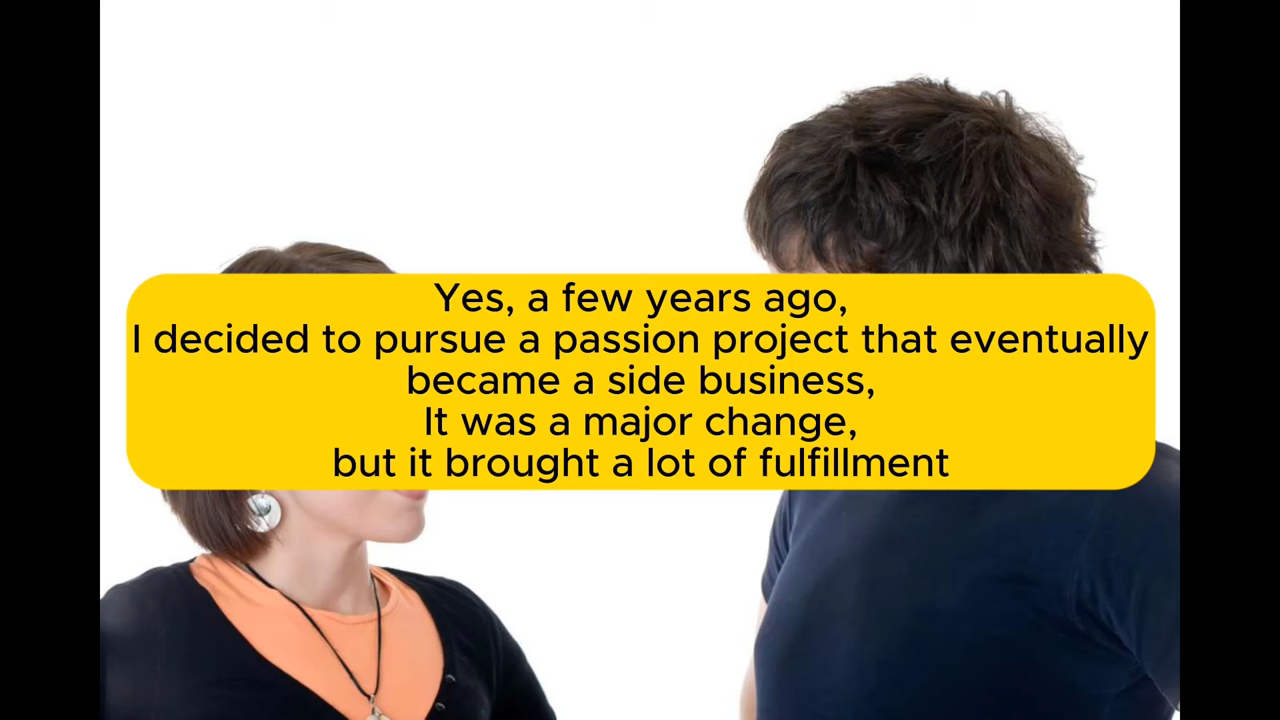 Yes, a few years ago,
I decided to pursue a passion project that eventually
became a side business,
It was a major change,
but it brought a lot of fulfillment